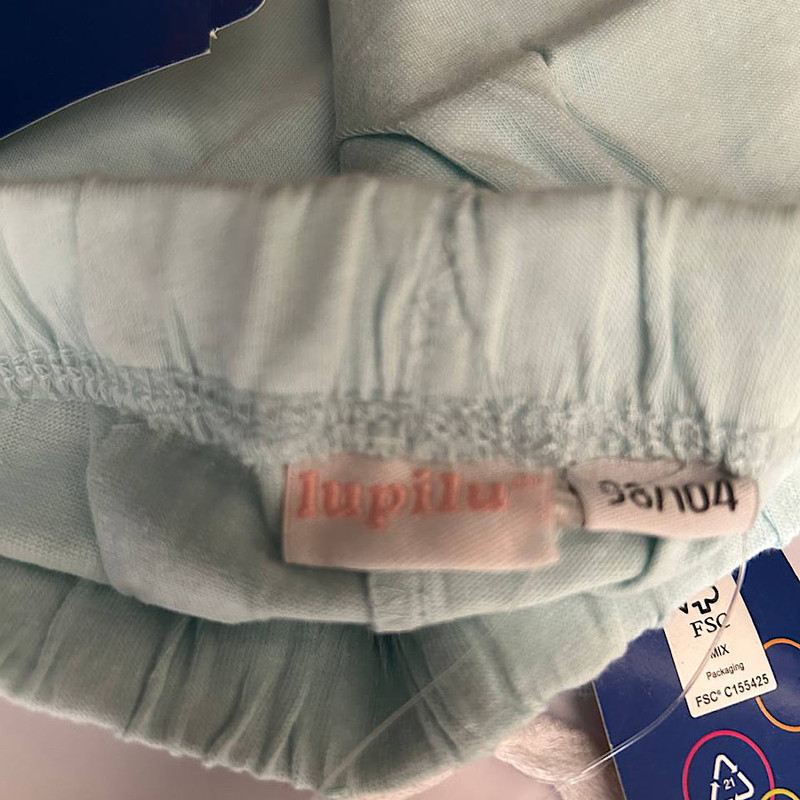 lupilu
98/104
FSC
MIX
Packaging
FSC® C155425
21